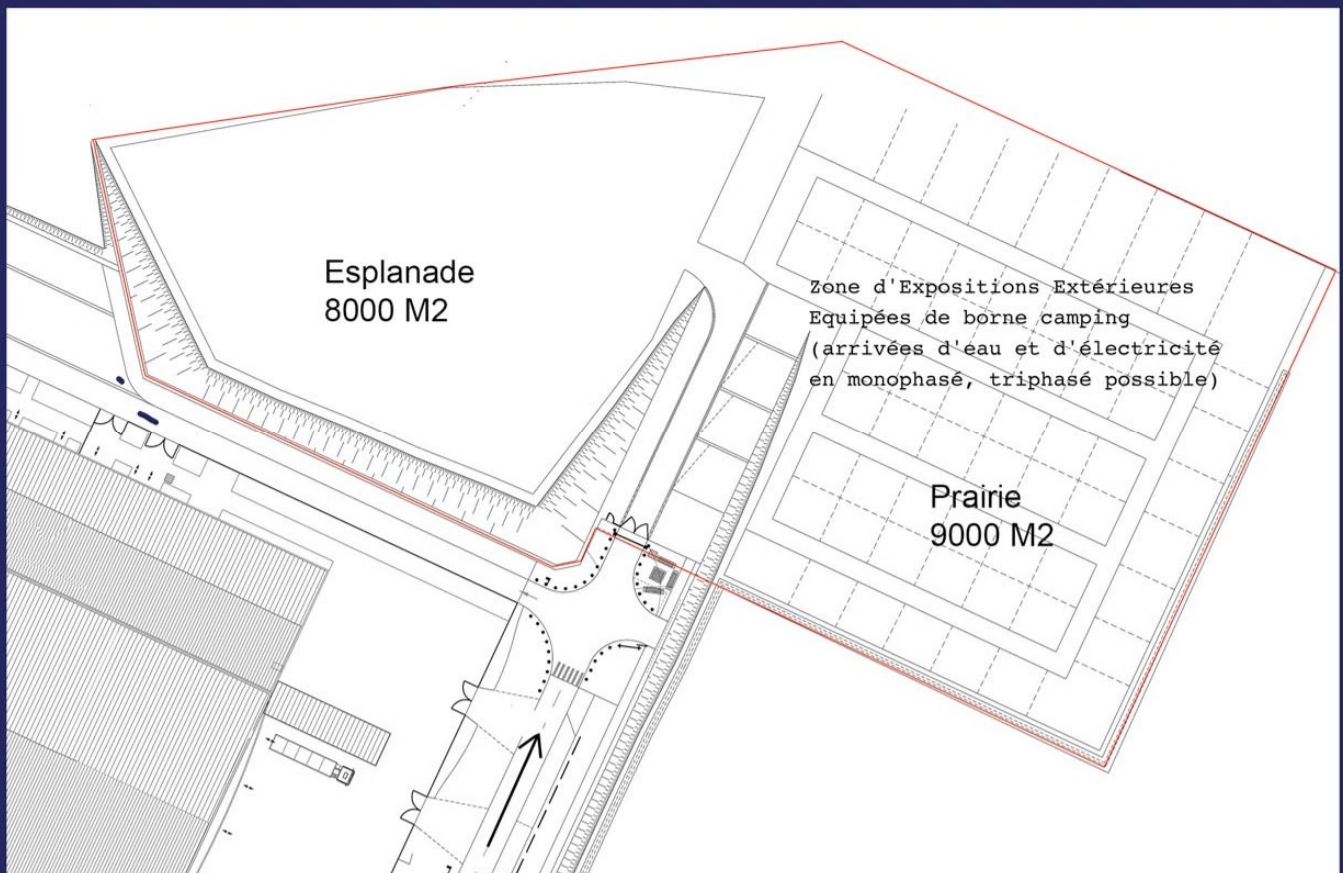 Esplanade
8000 M2
Zone d'Expositions Extérieures
Equipées de borne camping
(arrivées d'eau et d'électricité
en monophasé, triphasé possible)
Prairie
9000 M2